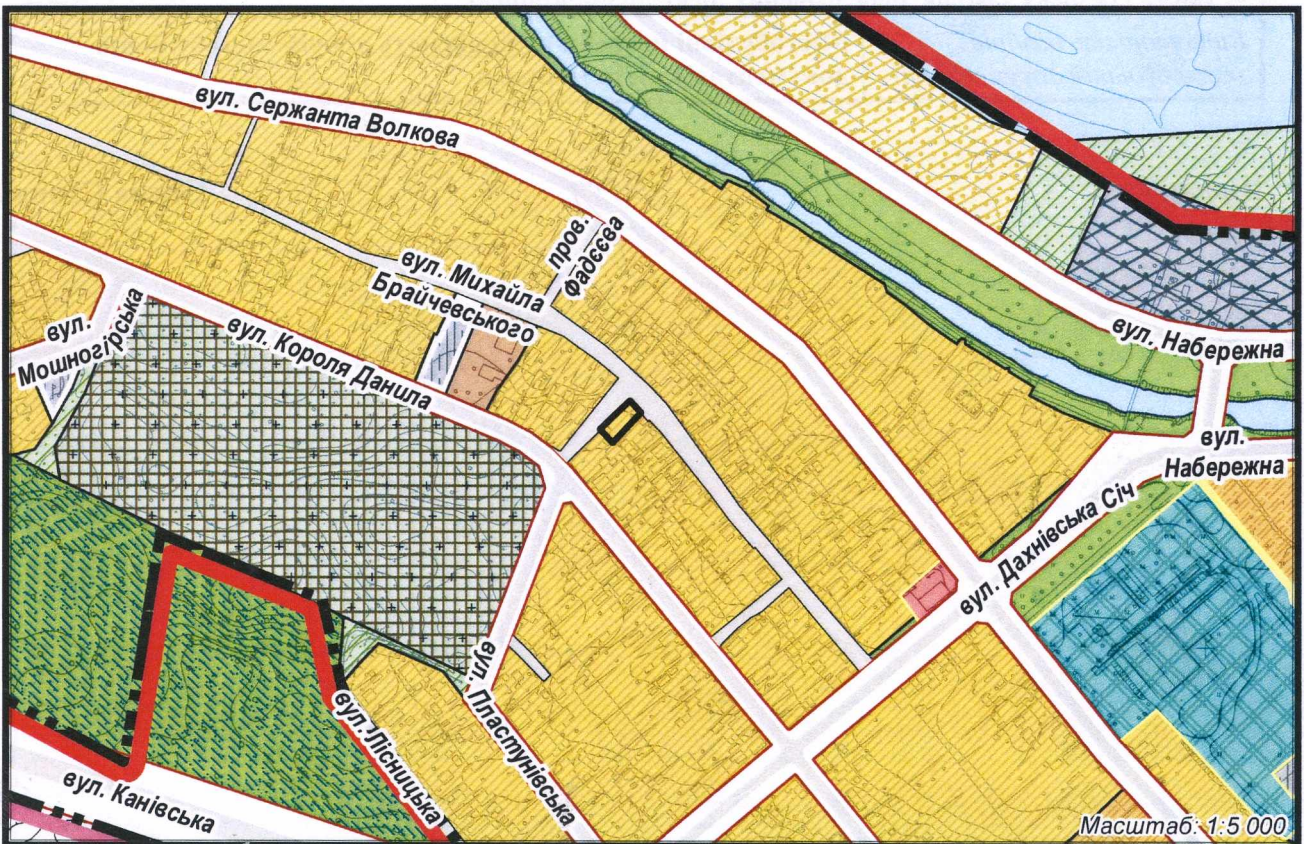 вул. Сержанта Волкова
пров.
Фадєєва
вул. Михайла
Брайчевського
вул. Набережна
вул.
Мошногірська
вул. Короля Данила
вул.
Набережна
вул. Дахнівська Січ
вул. Пластунівська
вул. Лісницька
вул. Канівська
Масштаб: 1:5 000